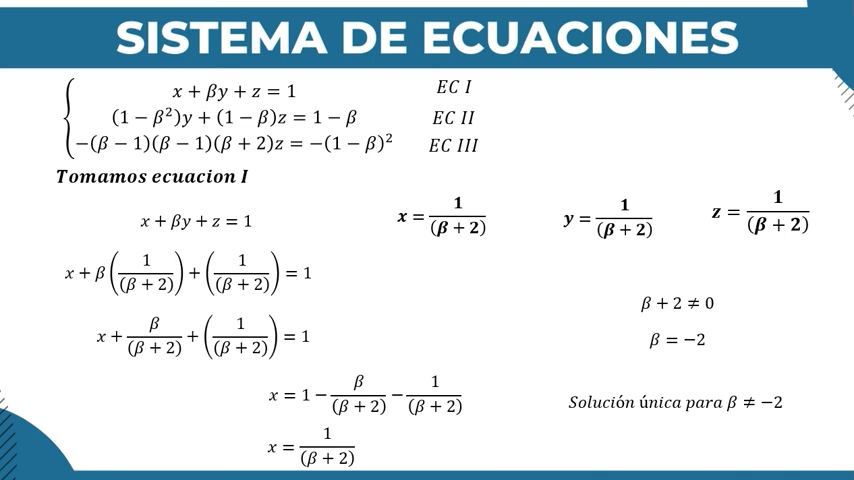 SISTEMA DE ECUACIONES
x + βy + z = 1 EC I
(1 − β²)y + (1 − β)z = 1 − β EC II
−(β − 1)(β − 1)(β + 2)z = −(1 − β)² EC III
Tomamos ecuacion I
x + βy + z = 1
x = 1/(β + 2) y = 1/(β + 2) z = 1/(β + 2)
x + β(1/(β + 2)) + (1/(β + 2)) = 1
β + 2 ≠ 0
x + β/(β + 2) + (1/(β + 2)) = 1
β = −2
x = 1 − β/(β + 2) − 1/(β + 2)
Solución única para β ≠ −2
x = 1/(β + 2)